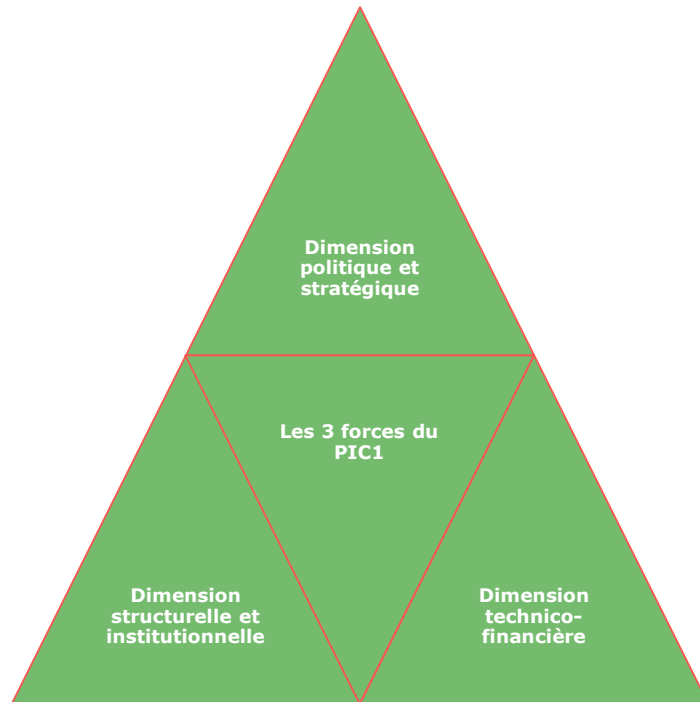 Dimension
politique et
stratégique
Les 3 forces du
PIC1
Dimension
structurelle et
institutionnelle
Dimension
technico-
financière